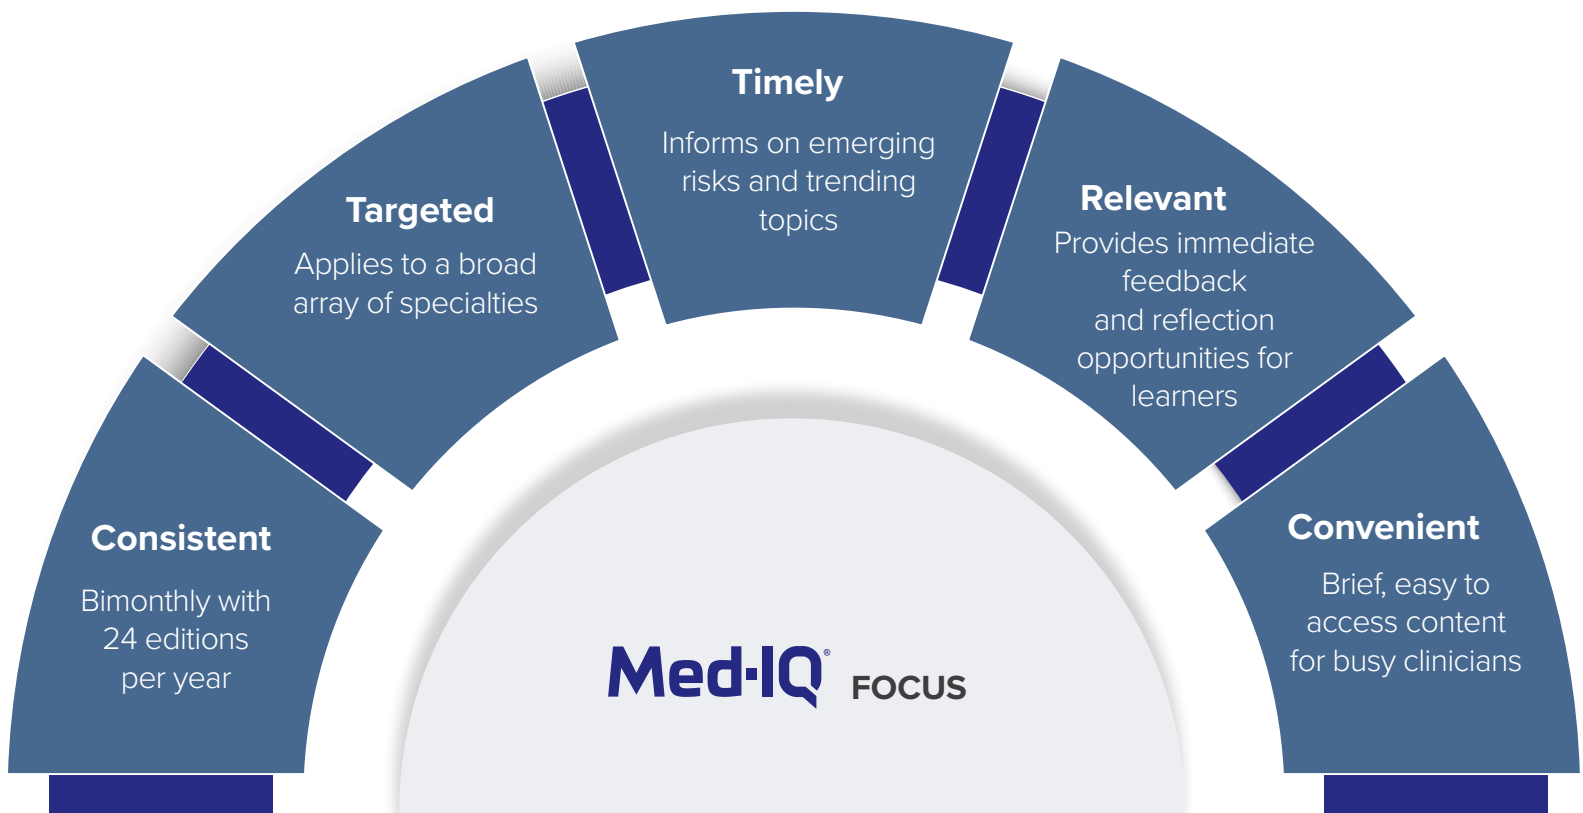 Consistent
Bimonthly with
24 editions
per year
Targeted
Applies to a broad
array of specialties
Timely
Informs on emerging
risks and trending
topics
Relevant
Provides immediate
feedback
and reflection
opportunities for
learners
Convenient
Brief, easy to
access content
for busy clinicians
Med-IQ® FOCUS